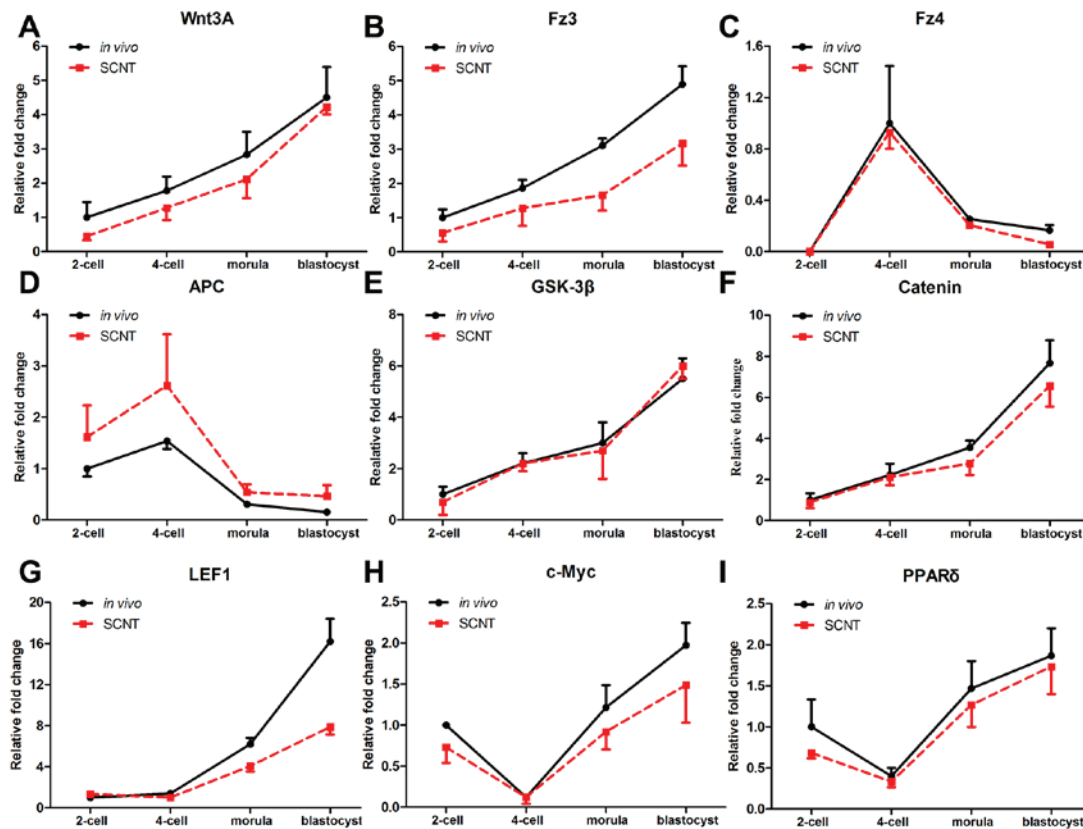 A
Wnt3A
in vivo
SCNT
Relative fold change
6
5
4
3
2
1
0
2-cell 4-cell morula blastocyst
B
Fz3
in vivo
SCNT
Relative fold change
6
5
4
3
2
1
0
2-cell 4-cell morula blastocyst
C
Fz4
in vivo
SCNT
Relative fold change
1.6
1.2
0.8
0.4
0.0
2-cell 4-cell morula blastocyst
D
APC
in vivo
SCNT
Relative fold change
4
3
2
1
0
2-cell 4-cell morula blastocyst
E
GSK-3β
in vivo
SCNT
Realative fold change
8
6
4
2
0
2-cell 4-cell morula blastocyst
F
Catenin
in vivo
SCNT
Relative fold change
10
8
6
4
2
0
2-cell 4-cell morula blastocyst
G
LEF1
in vivo
SCNT
Relative fold change
20
16
12
8
4
0
2-cell 4-cell morula blastocyst
H
c-Myc
in vivo
SCNT
Relative fold change
2.5
2.0
1.5
1.0
0.5
0.0
2-cell 4-cell morula blastocyst
I
PPARδ
in vivo
SCNT
Relative fold change
2.5
2.0
1.5
1.0
0.5
0.0
2-cell 4-cell morula blastocyst